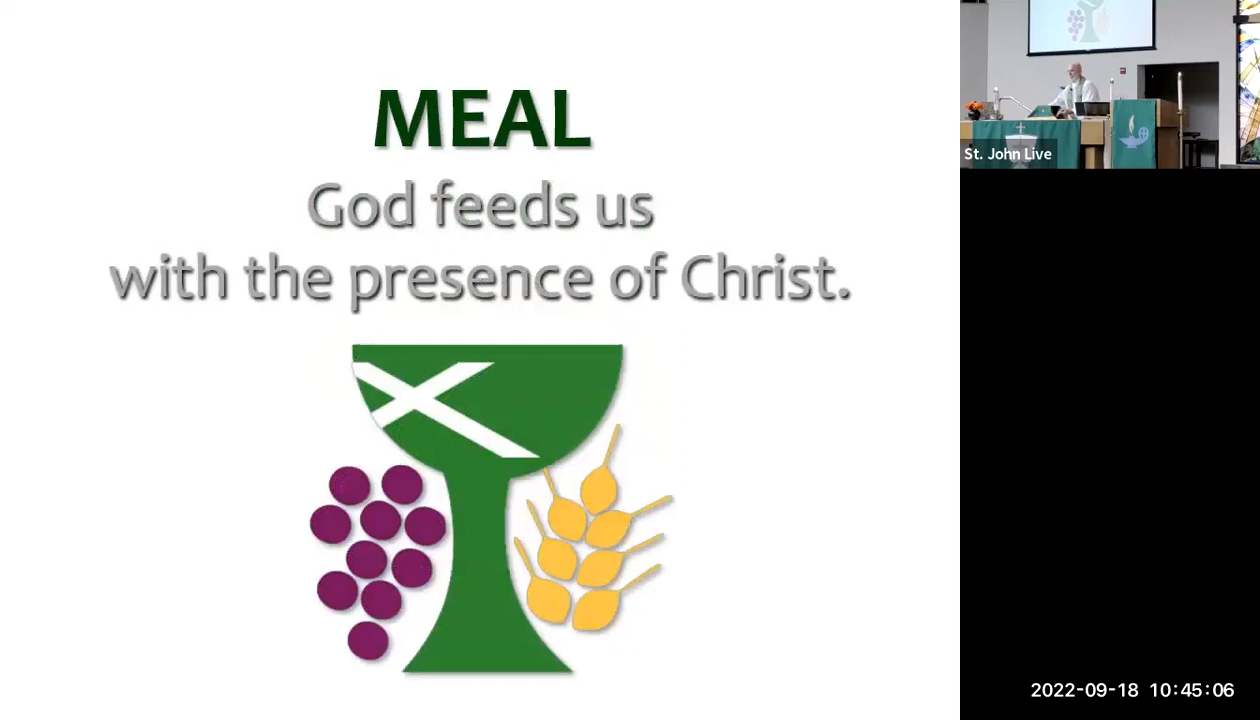 MEAL
God feeds us
with the presence of Christ.
St. John Live
2022-09-18 10:45:06